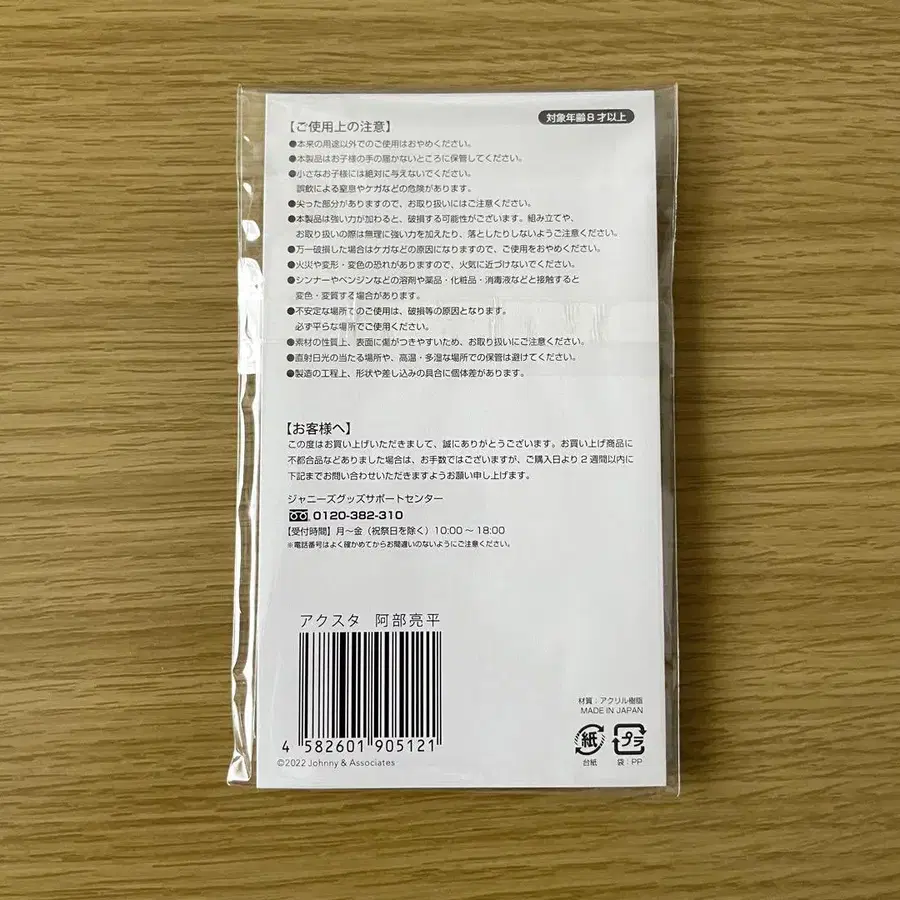 対象年齢8才以上
【ご使用上の注意】
●本来の用途以外でのご使用はおやめください。
●本製品はお子様の手の届かないところに保管してください。
●小さなお子様には絶対に与えないでください。
誤飲による窒息やケガなどの危険があります。
●尖った部分がありますので、お取り扱いにはご注意ください。
●本製品は強い力が加わると、破損する可能性がございます。組み立てや、
お取り扱いの際は無理に強い力を加えたり、落としたりしないようご注意ください。
●万一破損した場合はケガなどの原因になりますので、ご使用をおやめください。
●火災や変形・変色の恐れがありますので、火気に近づけないでください。
●シンナーやベンジンなどの溶剤や薬品・化粧品・消毒液などと接触すると
変色・変質する場合があります。
●不安定な場所でのご使用は、破損等の原因となります。
必ず平らな場所でご使用ください。
●素材の性質上、表面に傷がつきやすいため、お取り扱いにご注意ください。
●直射日光の当たる場所や、高温・多湿な場所での保管は避けてください。
●製造の工程上、形状や差し込みの具合に個体差があります。
【お客様へ】
この度はお買い上げいただきまして、誠にありがとうございます。お買い上げ商品に
不都合品などありました場合は、お手数ではございますが、ご購入日より2週間以内に
下記までお問い合わせいただきますようお願い申し上げます。
ジャニーズグッズサポートセンター
0120-382-310
【受付時間】月〜金（祝祭日を除く）10:00〜18:00
※電話番号はよく確かめてからお間違いのないようにご注意ください。
アクスタ 阿部亮平
4 582601 905121
©2022 Johnny & Associates
材質：アクリル樹脂
MADE IN JAPAN
紙 プラ
台紙 袋：PP